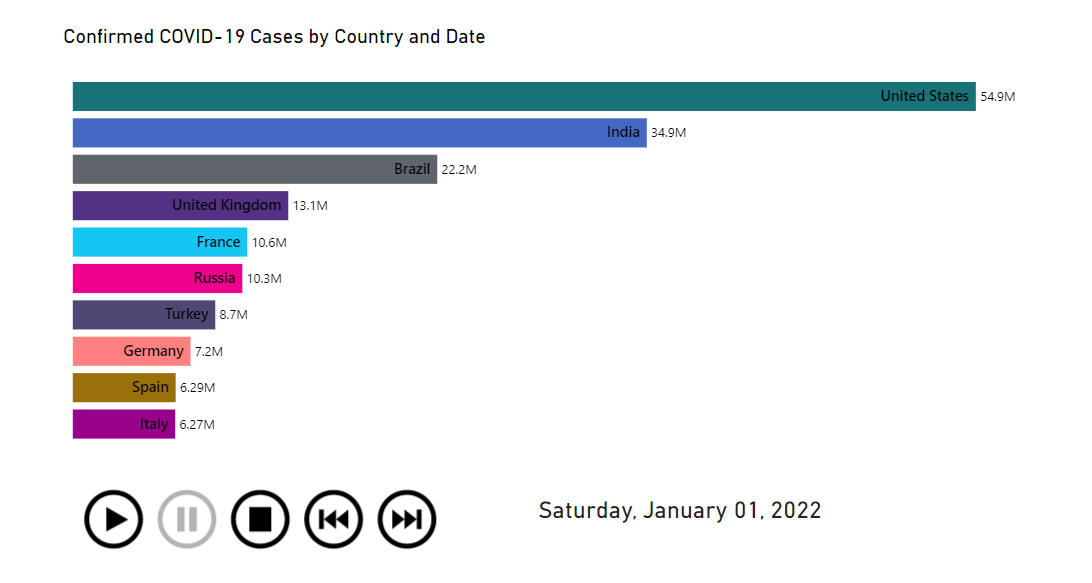 Confirmed COVID-19 Cases by Country and Date
United States 54.9M
India 34.9M
Brazil 22.2M
United Kingdom 13.1M
France 10.6M
Russia 10.3M
Turkey 8.7M
Germany 7.2M
Spain 6.29M
Italy 6.27M
Saturday, January 01, 2022